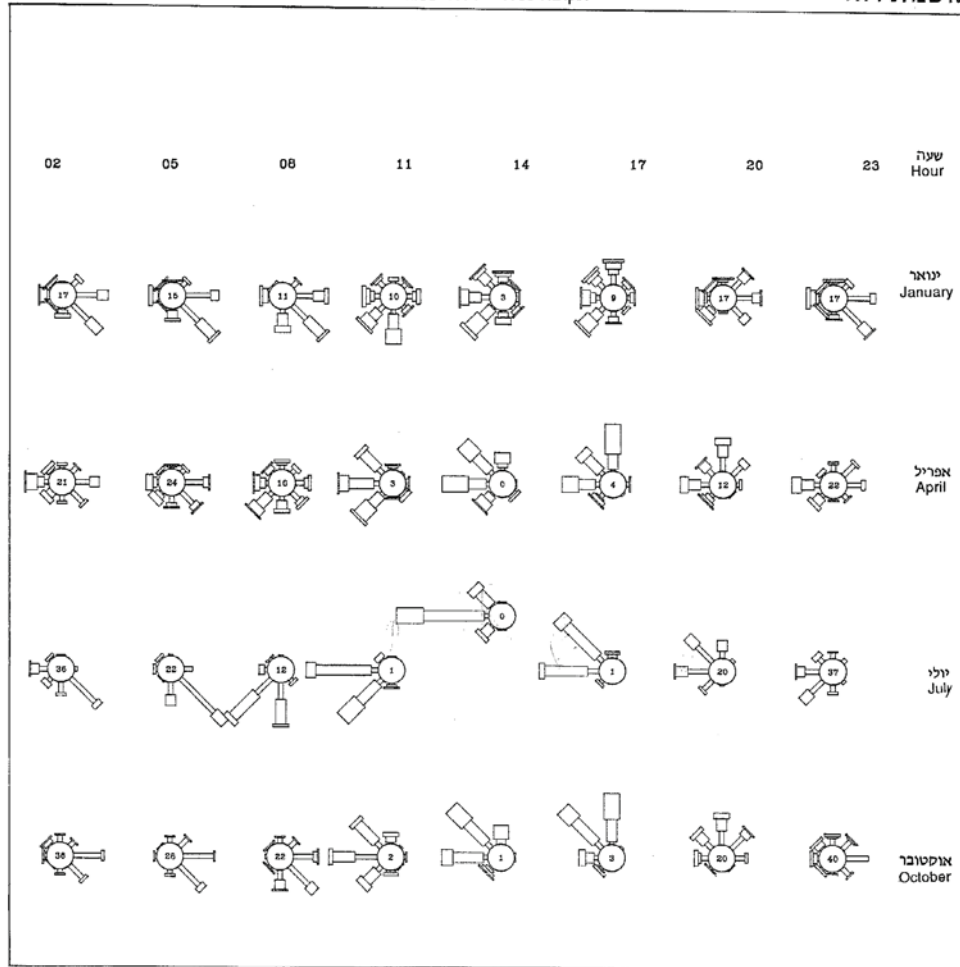 02 05 08 11 14 17 20 23 שעה
Hour
ינואר
17 15 11 10 3 9 17 17 January
אפריל
21 24 16 3 0 4 12 22 April
0
יולי
36 22 12 1 1 20 37 July
38 26 22 2 1 3 20 40
אוקטובר
October